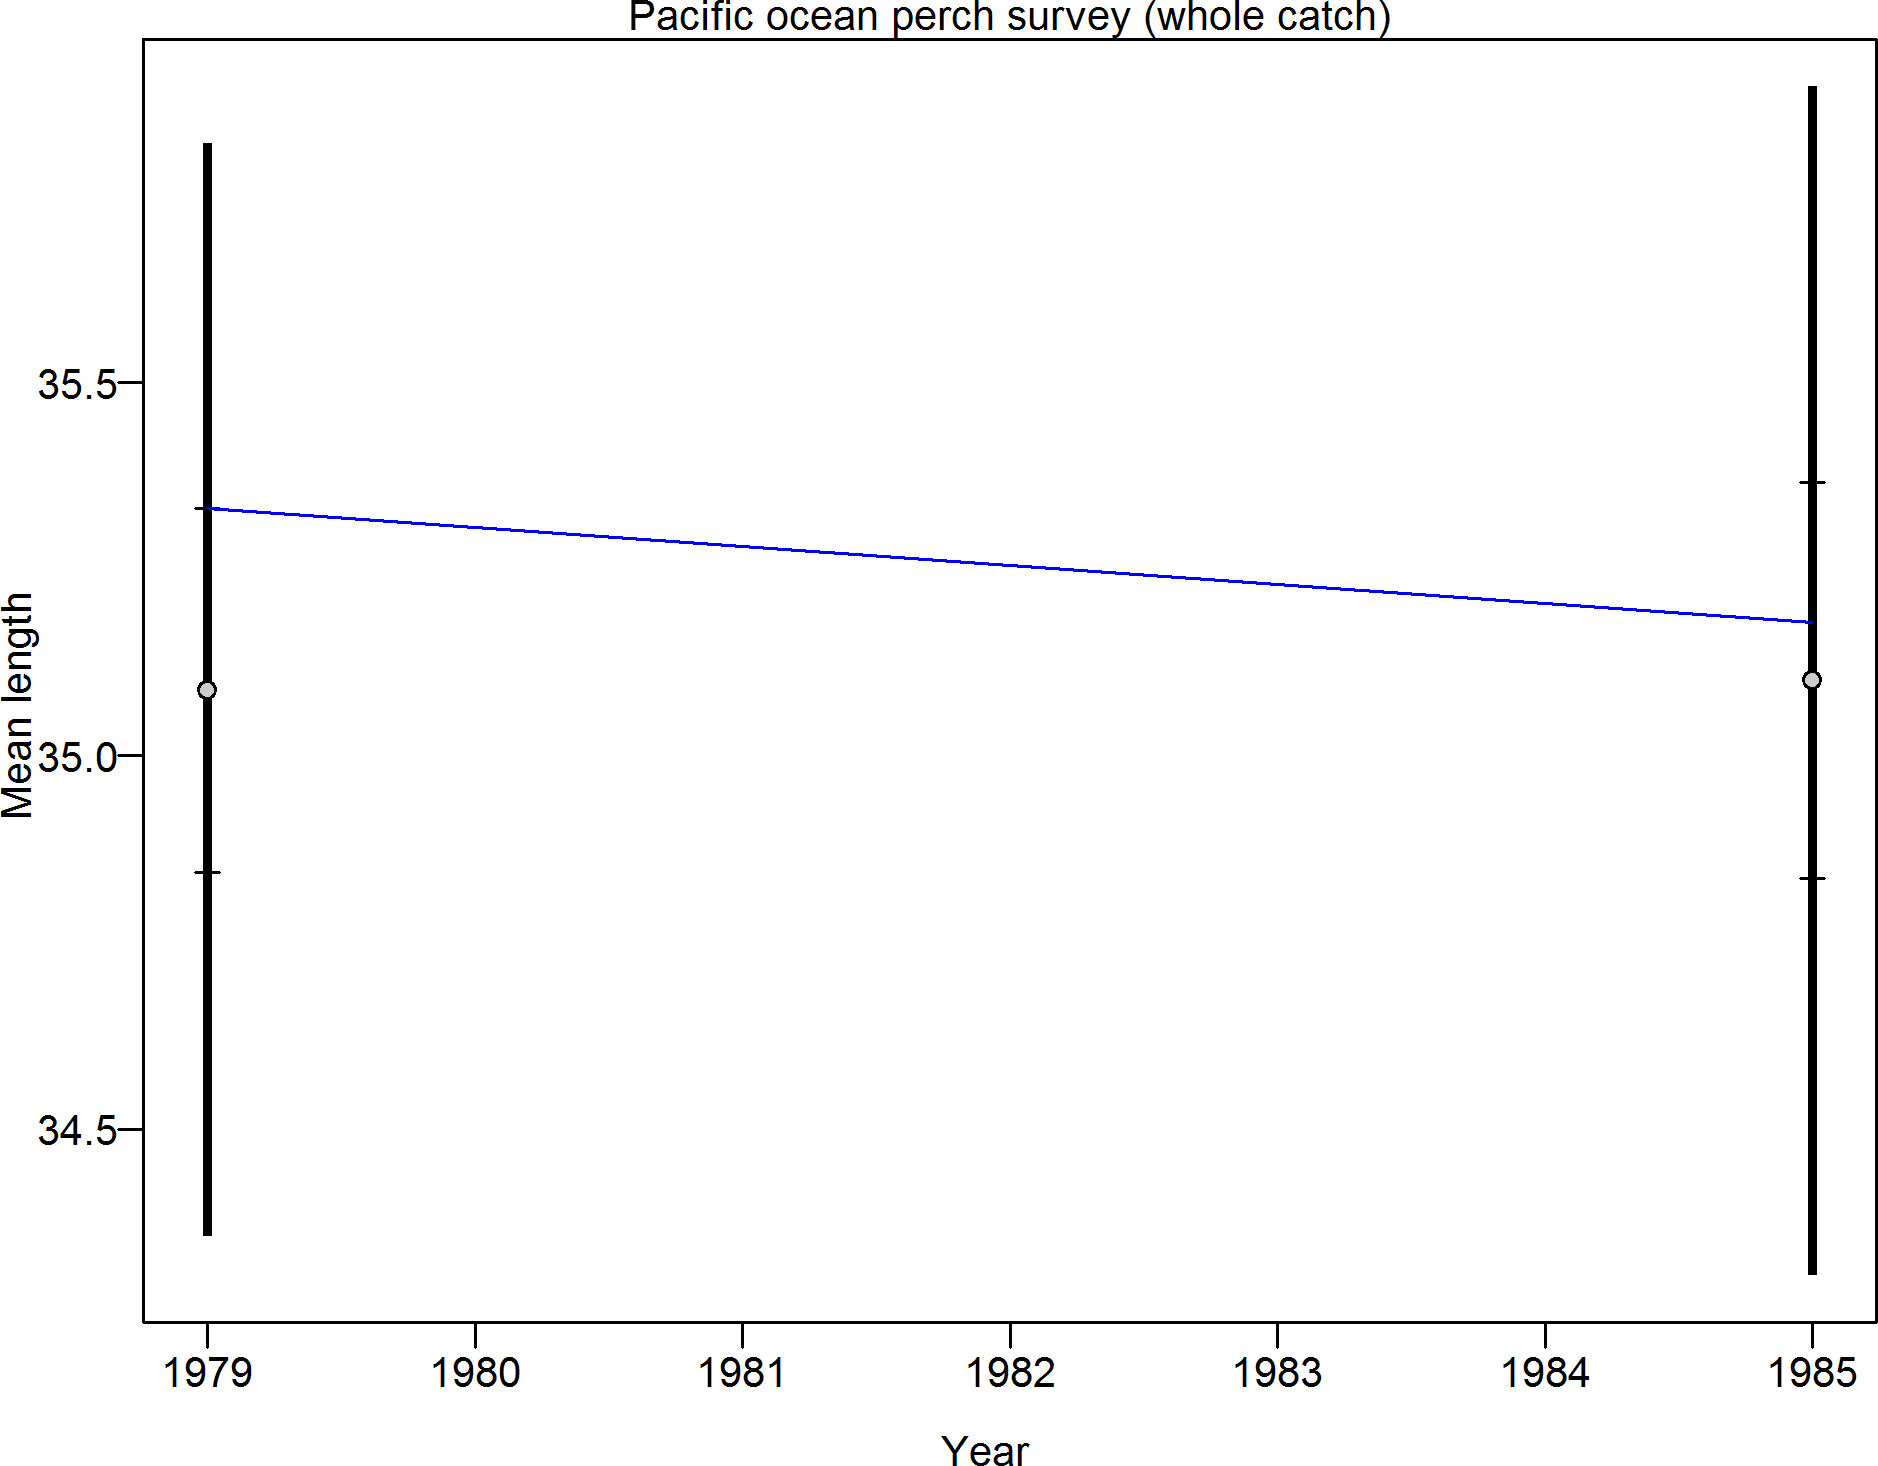 Pacific ocean perch survey (whole catch)
Mean length
35.5
35.0
34.5
1979 1980 1981 1982 1983 1984 1985
Year